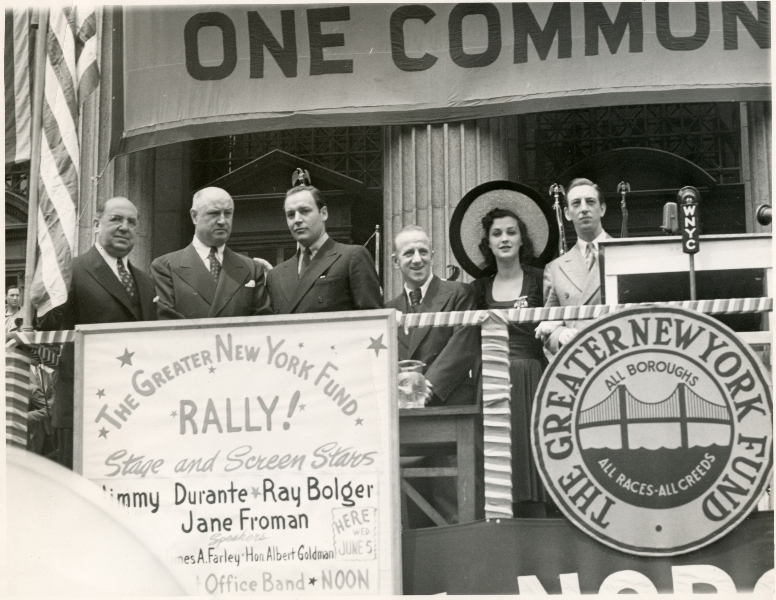 ONE COMMUN
THE GREATER NEW YORK FUND
RALLY!
Stage and Screen Stars
immy Durante ★ Ray Bolger
Jane Froman
Speakers
mes A. Farley · Hon Albert Goldman
Office Band ★ NOON
HERE
WED.
JUNE 5
WNYC
THE GREATER NEW YORK FUND
ALL BOROUGHS
ALL RACES - ALL CREEDS